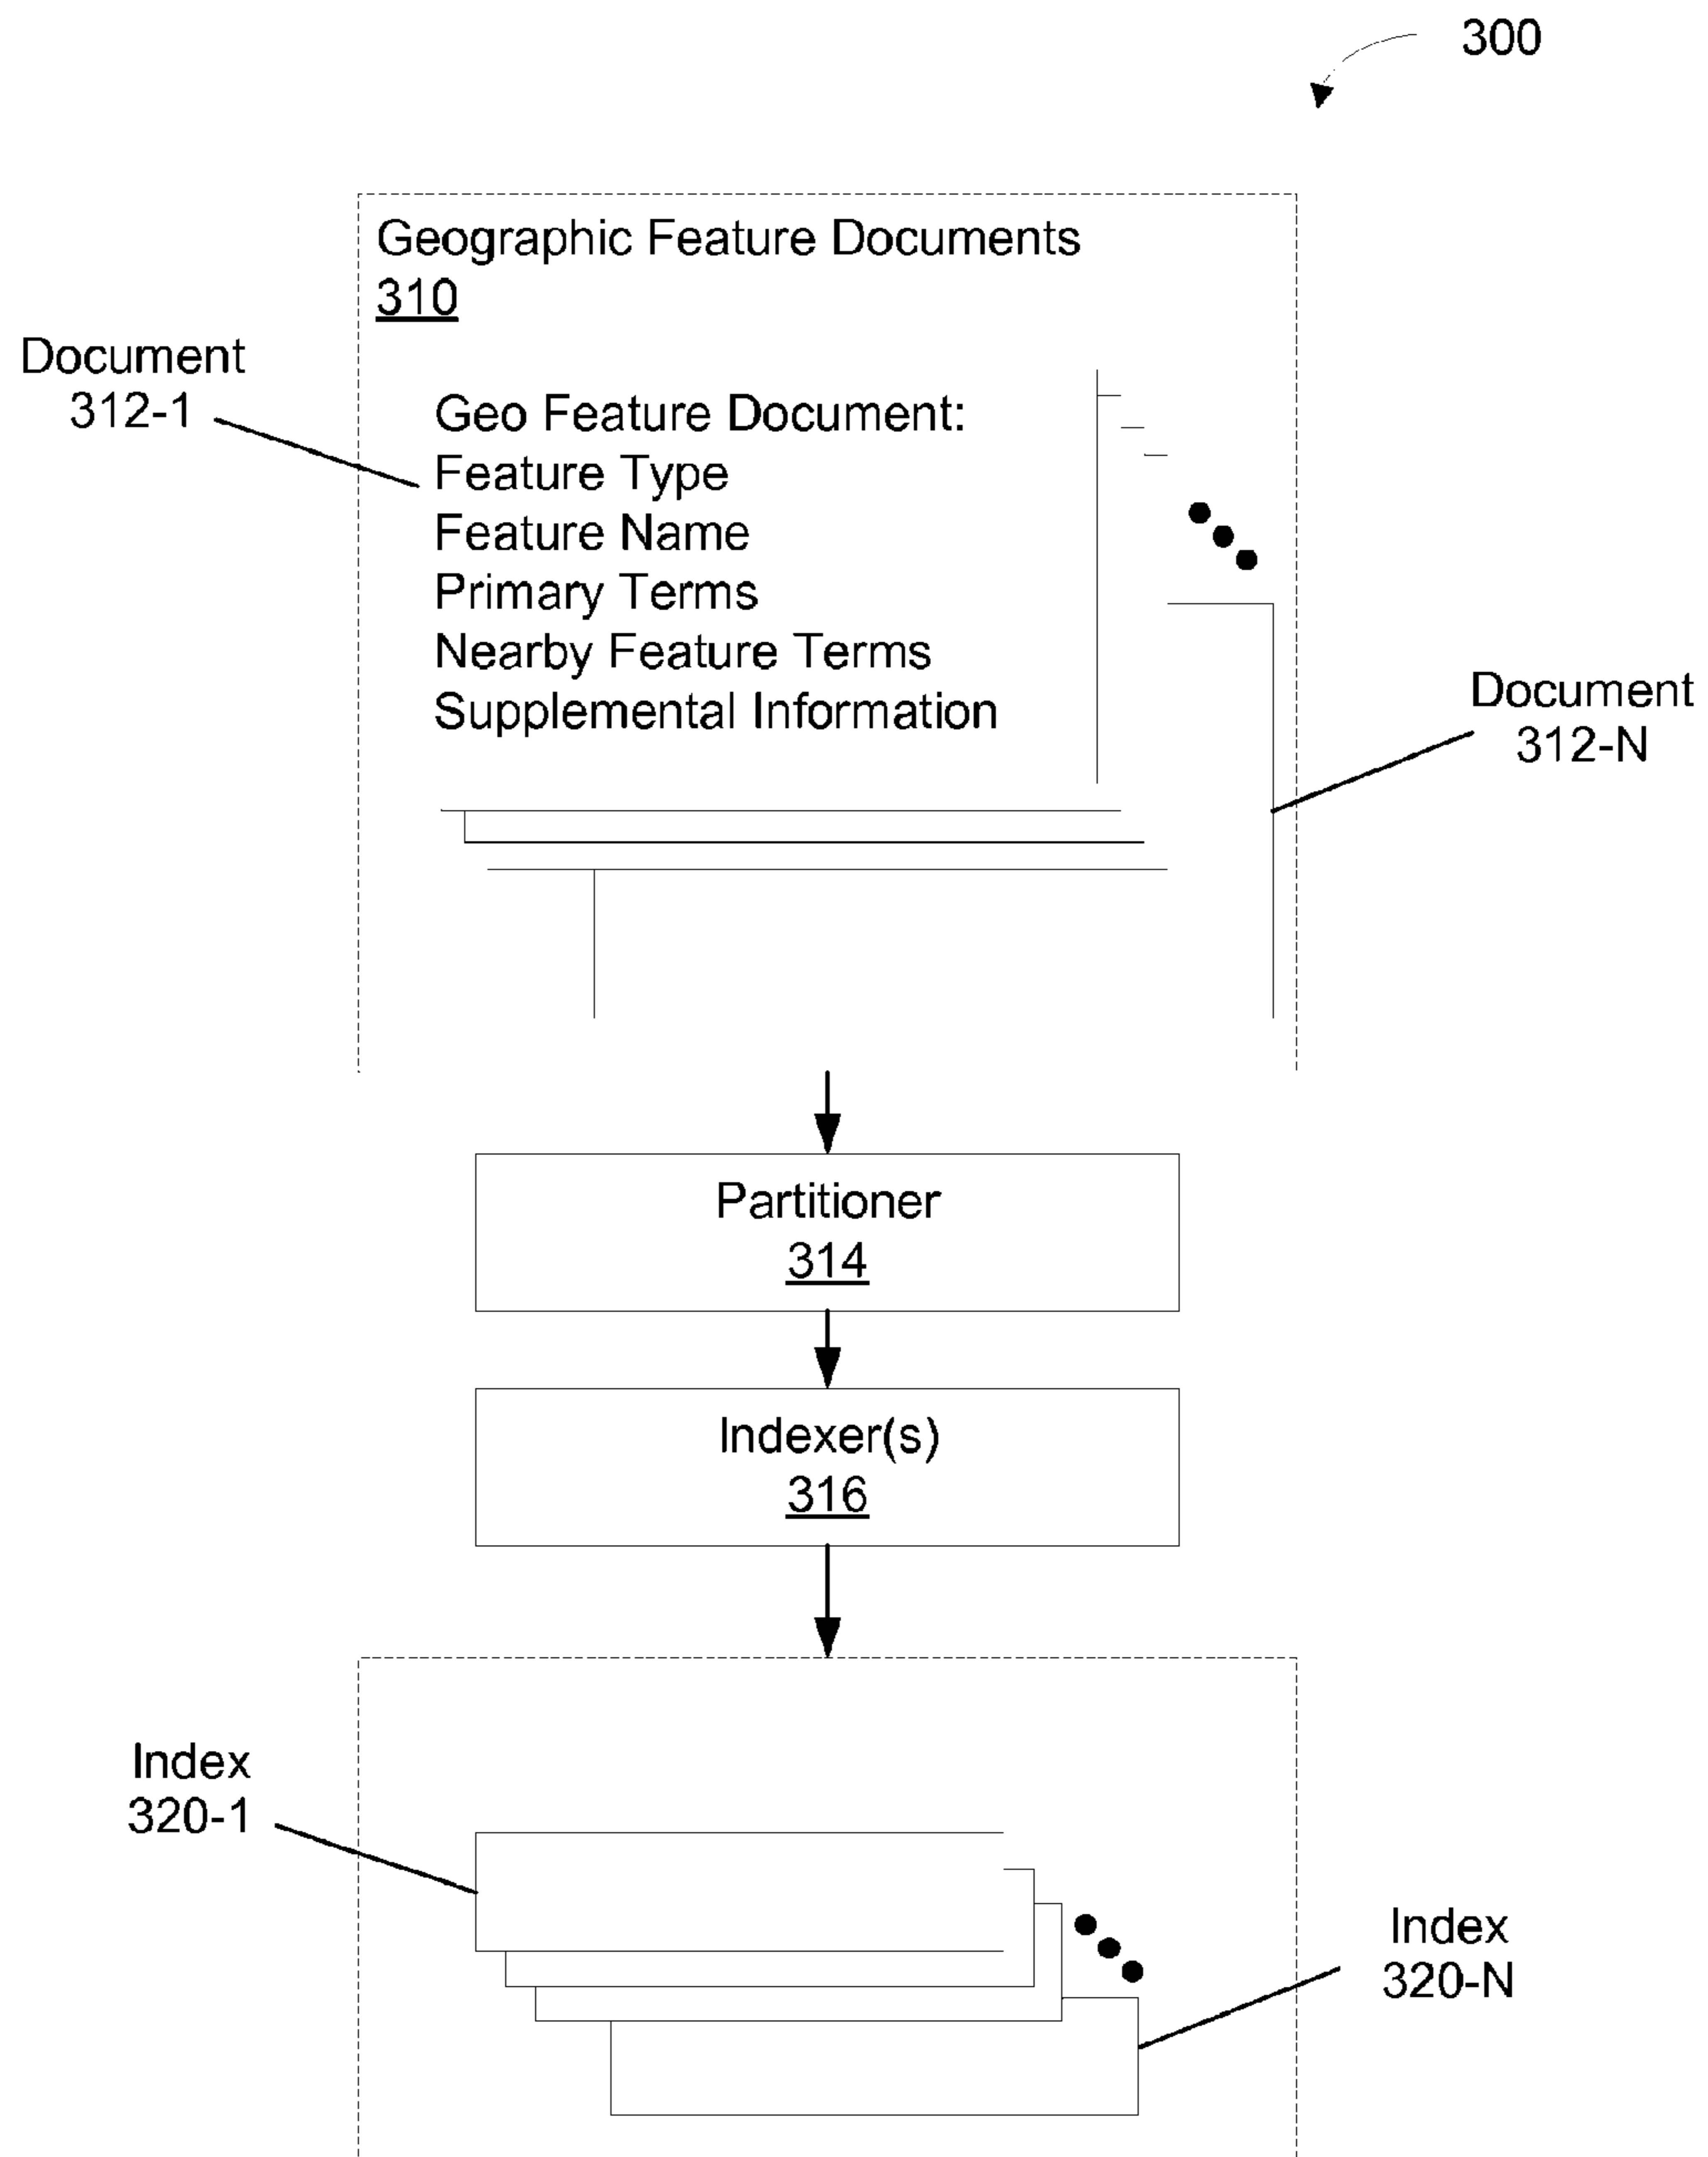 300
Geographic Feature Documents
310
Document
312-1
Geo Feature Document:
Feature Type
Feature Name
Primary Terms
Nearby Feature Terms
Supplemental Information
Document
312-N
Partitioner
314
Indexer(s)
316
Index
320-1
Index
320-N